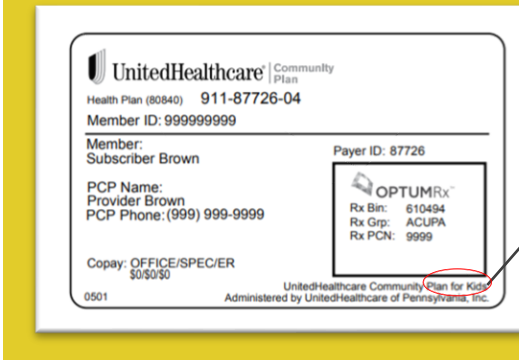 UnitedHealthcare® Community Plan
Health Plan (80840) 911-87726-04
Member ID: 999999999
Member:
Subscriber Brown
Payer ID: 87726
PCP Name:
Provider Brown
PCP Phone: (999) 999-9999
OPTUMRx™
Rx Bin: 610494
Rx Grp: ACUPA
Rx PCN: 9999
Copay: OFFICE/SPEC/ER
$0/$0/$0
UnitedHealthcare Community Plan for Kids
0501 Administered by UnitedHealthcare of Pennsylvania, Inc.